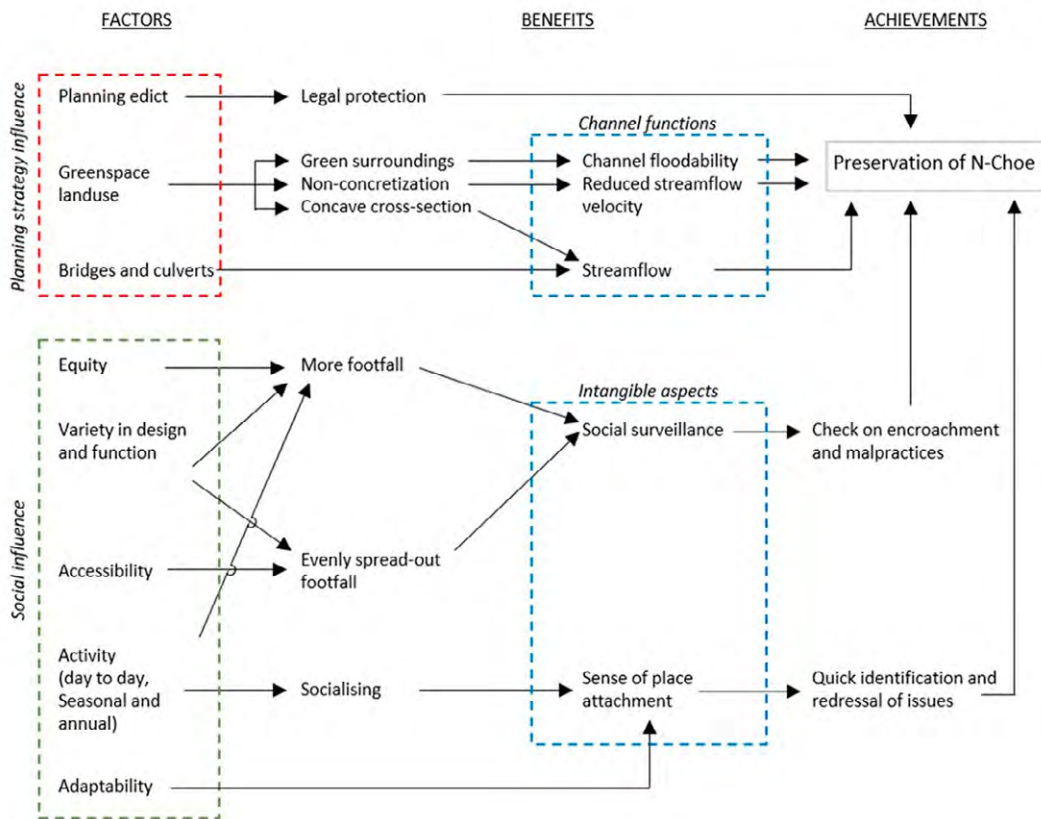 FACTORS
BENEFITS
ACHIEVEMENTS
Planning strategy influence
Planning edict
Legal protection
Channel functions
Greenspace
landuse
Green surroundings
Non-concretization
Concave cross-section
Channel floodability
Reduced streamflow
velocity
Preservation of N-Choe
Bridges and culverts
Streamflow
Social influence
Equity
More footfall
Intangible aspects
Variety in design
and function
Social surveillance
Check on encroachment
and malpractices
Accessibility
Evenly spread-out
footfall
Activity
(day to day,
Seasonal and
annual)
Socialising
Sense of place
attachment
Quick identification and
redressal of issues
Adaptability